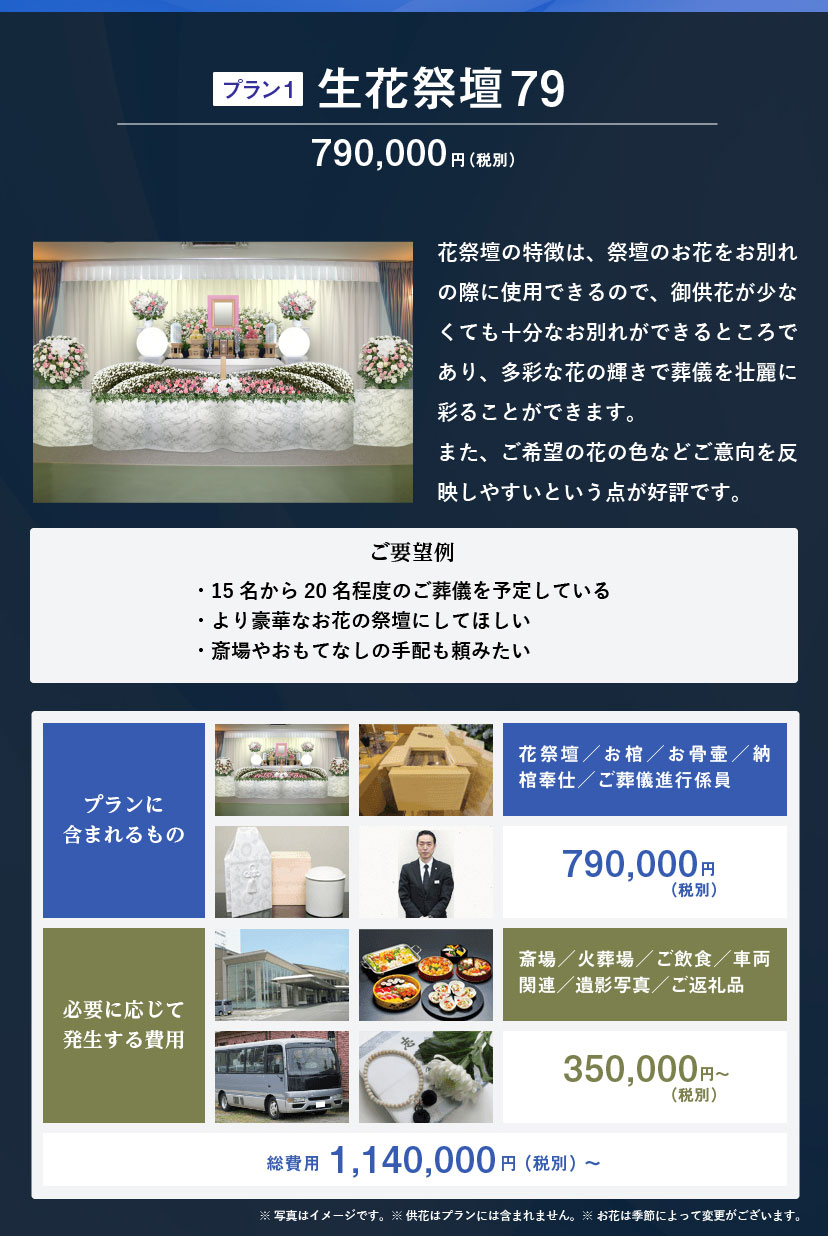 プラン1 生花祭壇79
790,000円(税別)
花祭壇の特徴は、祭壇のお花をお別れ
の際に使用できるので、御供花が少な
くても十分なお別れができるところで
あり、多彩な花の輝きで葬儀を壮麗に
彩ることができます。
また、ご希望の花の色などご意向を反
映しやすいという点が好評です。
ご要望例
・15名から20名程度のご葬儀を予定している
・より豪華なお花の祭壇にしてほしい
・斎場やおもてなしの手配も頼みたい
プランに
含まれるもの
花祭壇／お棺／お骨壷／納
棺奉仕／ご葬儀進行係員
790,000円
(税別)
必要に応じて
発生する費用
斎場／火葬場／ご飲食／車両
関連／遺影写真／ご返礼品
350,000円〜
(税別)
総費用 1,140,000円(税別)〜
※写真はイメージです。※供花はプランには含まれません。※お花は季節によって変更がございます。